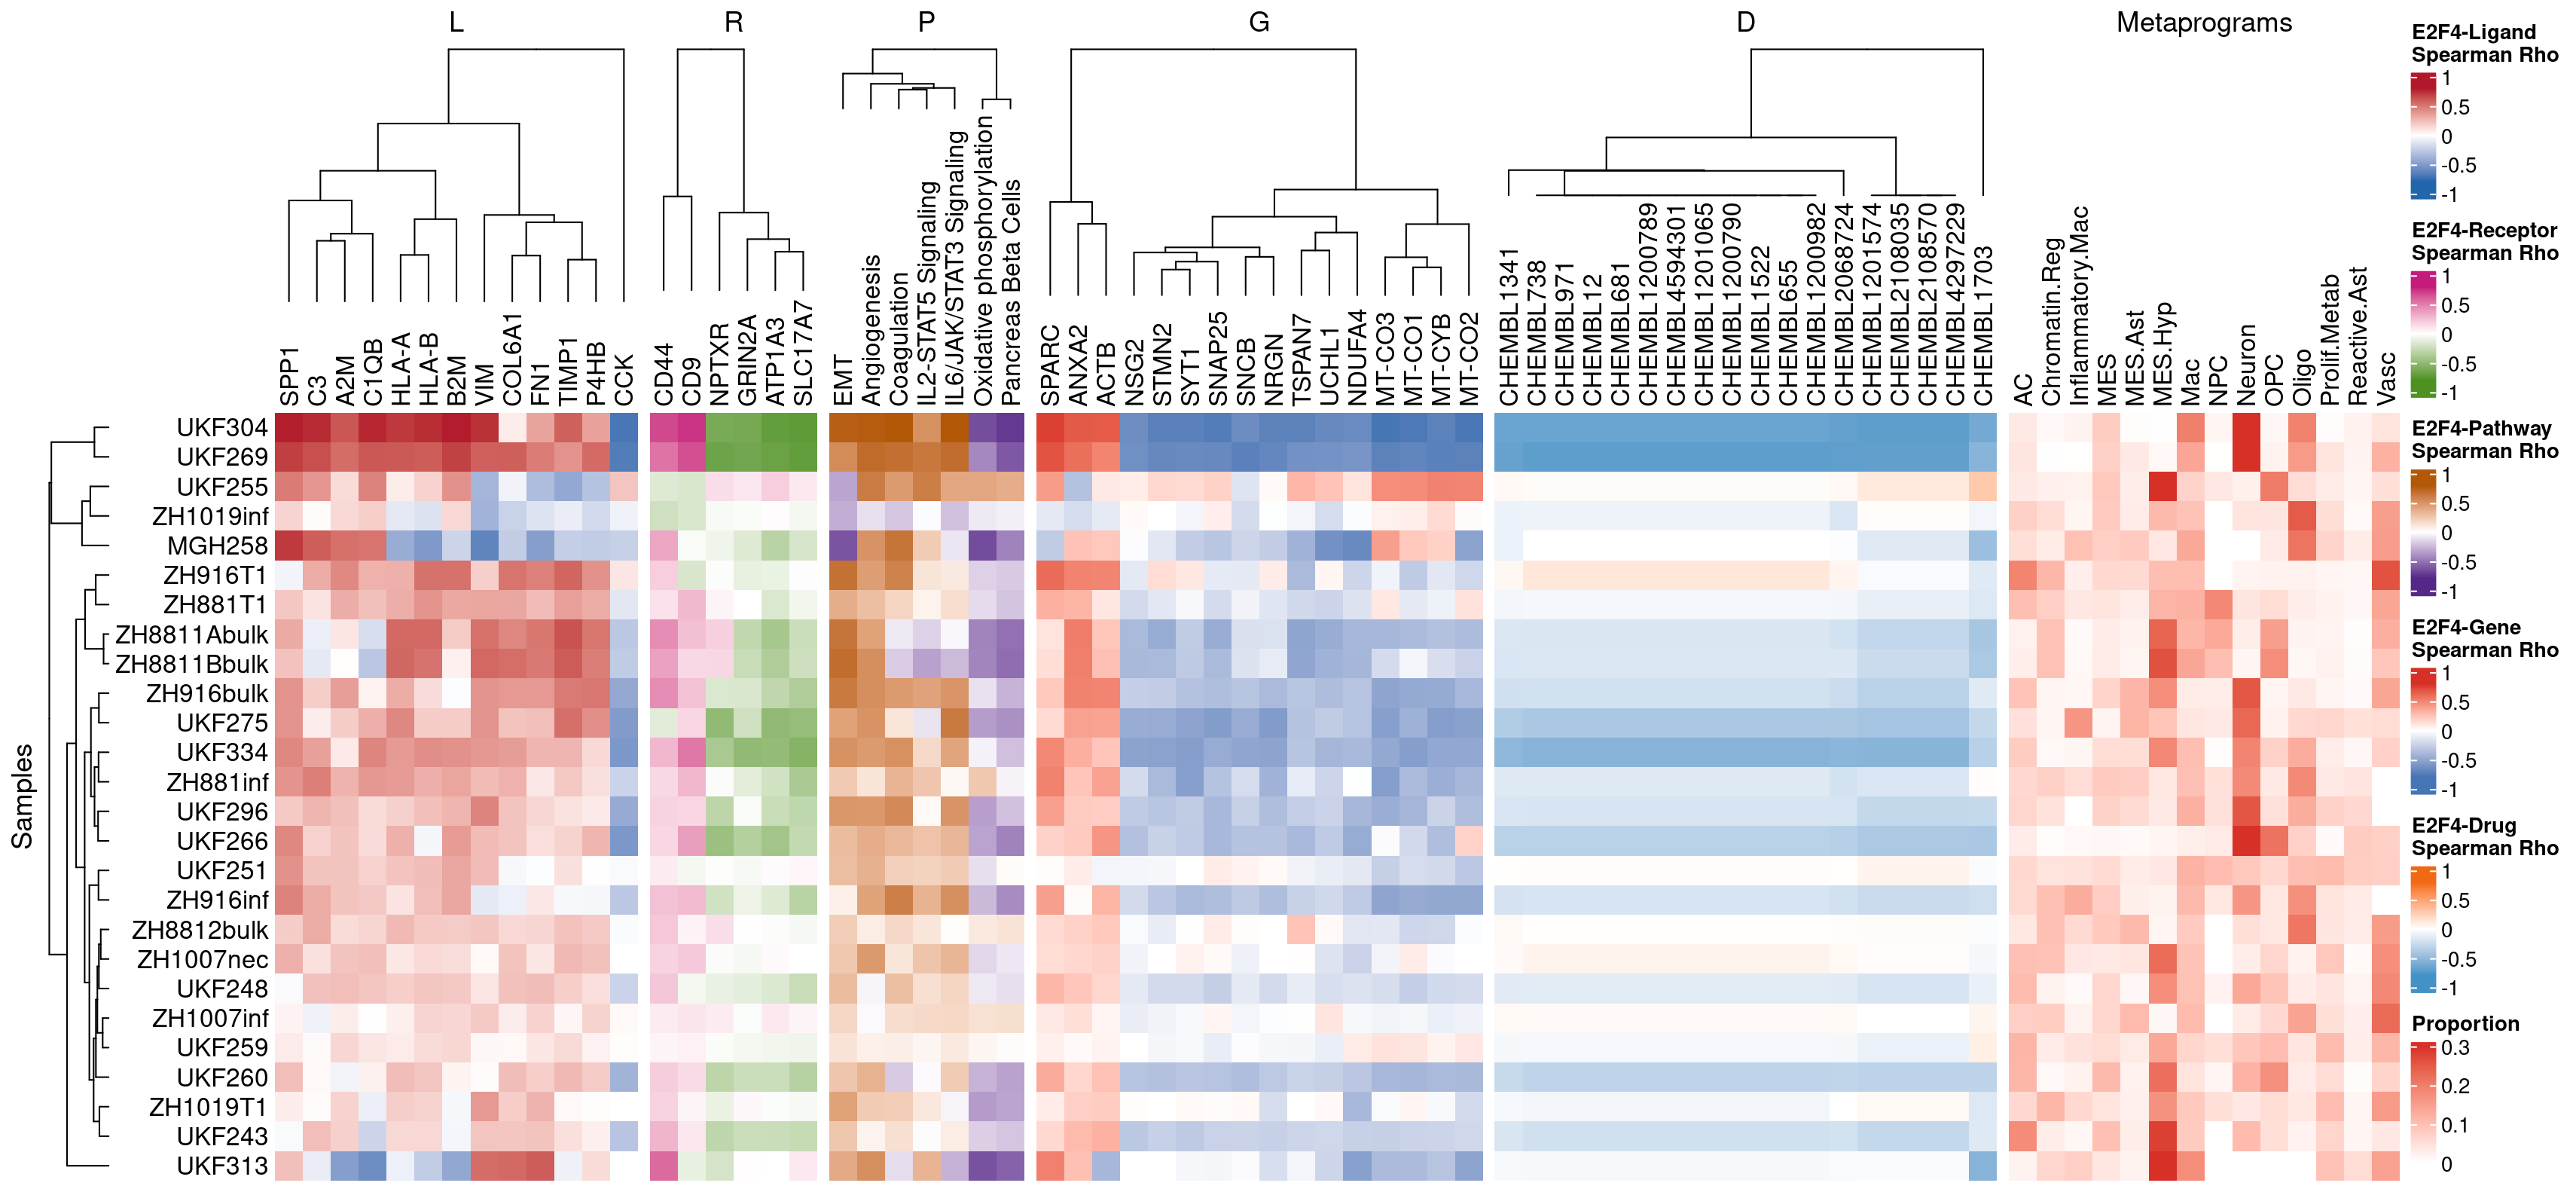 L
R
P
G
D
Metaprograms
SPP1
C3
A2M
C1QB
HLA-A
HLA-B
B2M
VIM
COL6A1
FN1
TIMP1
P4HB
CCK
CD44
CD9
NPTXR
GRIN2A
ATP1A3
SLC17A7
EMT
Angiogenesis
Coagulation
IL2-STAT5 Signaling
IL6/JAK/STAT3 Signaling
Oxidative phosphorylation
Pancreas Beta Cells
SPARC
ANXA2
ACTB
NSG2
STMN2
SYT1
SNAP25
SNCB
NRGN
TSPAN7
UCHL1
NDUFA4
MT-CO3
MT-CO1
MT-CYB
MT-CO2
CHEMBL1341
CHEMBL738
CHEMBL971
CHEMBL12
CHEMBL681
CHEMBL1200789
CHEMBL4594301
CHEMBL1201065
CHEMBL1200790
CHEMBL1522
CHEMBL655
CHEMBL1200982
CHEMBL2068724
CHEMBL1201574
CHEMBL2108035
CHEMBL2108570
CHEMBL4297229
CHEMBL1703
AC
Chromatin.Reg
Inflammatory.Mac
MES
MES.Ast
MES.Hyp
Mac
NPC
Neuron
OPC
Oligo
Prolif.Metab
Reactive.Ast
Vasc
Samples
UKF304
UKF269
UKF255
ZH1019inf
MGH258
ZH916T1
ZH881T1
ZH8811Abulk
ZH8811Bbulk
ZH916bulk
UKF275
UKF334
ZH881inf
UKF296
UKF266
UKF251
ZH916inf
ZH8812bulk
ZH1007nec
UKF248
ZH1007inf
UKF259
UKF260
ZH1019T1
UKF243
UKF313
E2F4-Ligand
Spearman Rho
1
0.5
0
-0.5
-1
E2F4-Receptor
Spearman Rho
1
0.5
0
-0.5
-1
E2F4-Pathway
Spearman Rho
1
0.5
0
-0.5
-1
E2F4-Gene
Spearman Rho
1
0.5
0
-0.5
-1
E2F4-Drug
Spearman Rho
1
0.5
0
-0.5
-1
Proportion
0.3
0.2
0.1
0